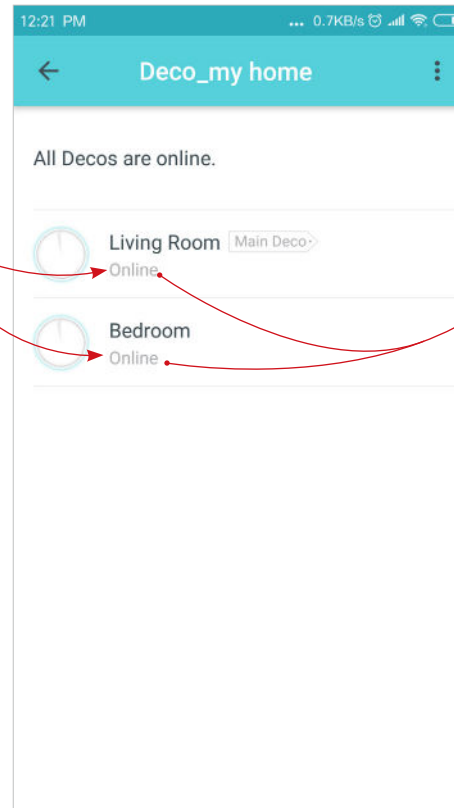 12:21 PM ... 0.7KB/s
Deco_my home
All Decos are online.
Living Room Main Deco
Online
Bedroom
Online